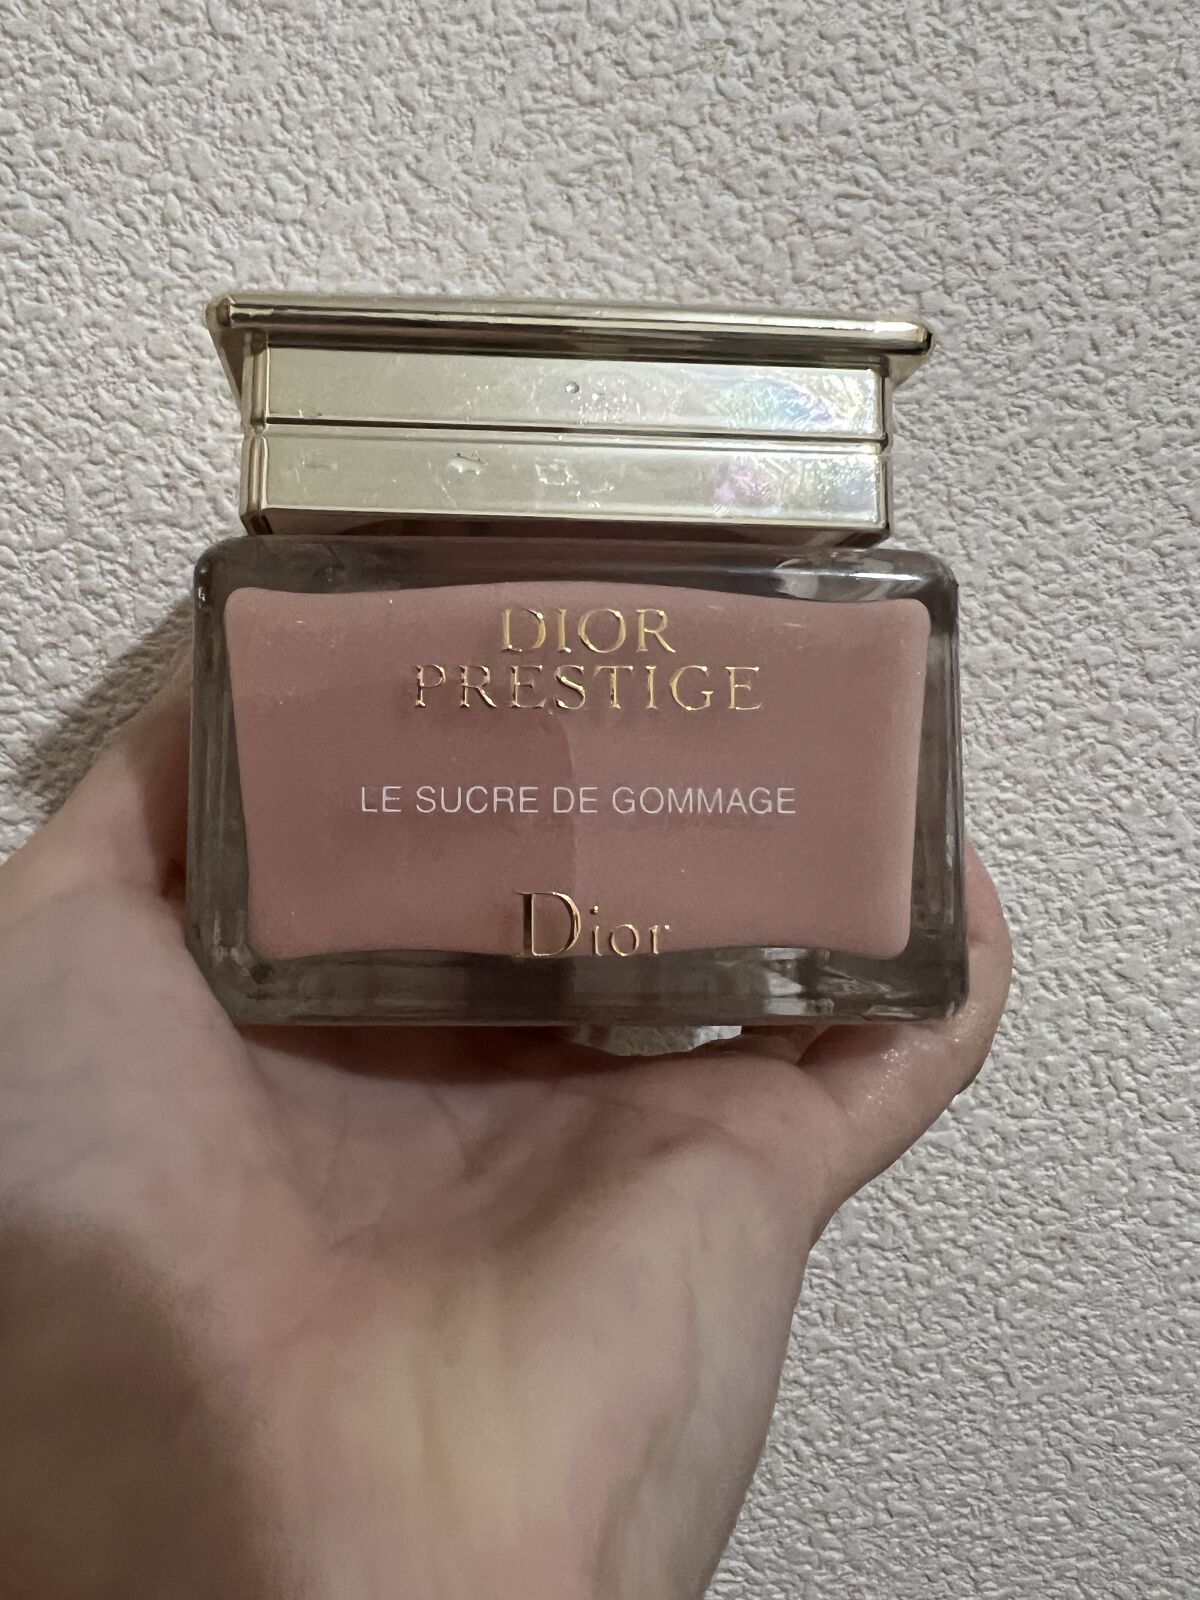 DIOR
PRESTIGE
LE SUCRE DE GOMMAGE
Dior